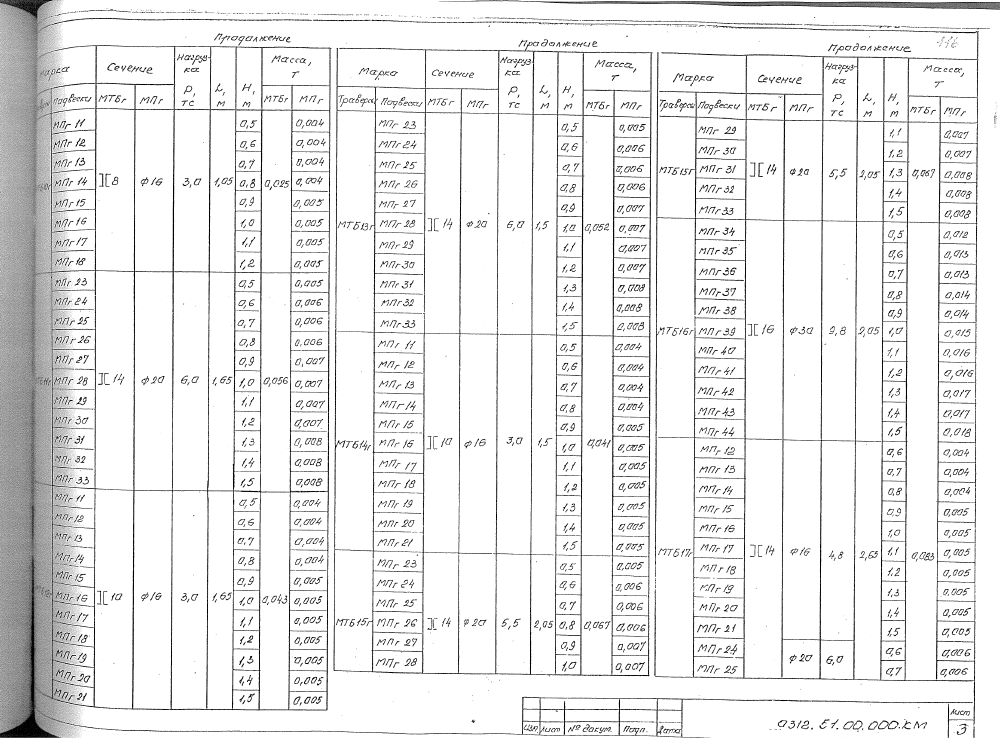 Продолжение
Сечение Нагруз- Масса,
ка т
Подвески МТБг МПг Р, тс L, м H, м МТБг МПг
МПг 11 0,5 0,004
МПг 12 0,6 0,004
МПг 13 0,7 0,004
МПг 14 ][ 8 ф16 3,0 1,05 0,8 0,025 0,004
МПг 15 0,9 0,005
МПг 16 1,0 0,005
МПг 17 1,1 0,005
МПг 18 1,2 0,005
МПг 23 0,5 0,005
МПг 24 0,6 0,006
МПг 25 0,7 0,006
МПг 26 0,8 0,006
МПг 27 0,9 0,007
МПг 28 ][ 14 ф20 6,0 1,65 1,0 0,056 0,007
МПг 29 1,1 0,007
МПг 30 1,2 0,007
МПг 31 1,3 0,008
МПг 32 1,4 0,008
МПг 33 1,5 0,008
МПг 11 0,5 0,004
МПг 12 0,6 0,004
МПг 13 0,7 0,004
МПг 14 0,8 0,004
МПг 15 0,9 0,005
МПг 16 ][ 10 ф16 3,0 1,65 1,0 0,043 0,005
МПг 17 1,1 0,005
МПг 18 1,2 0,005
МПг 19 1,3 0,005
МПг 20 1,4 0,005
МПг 21 1,5 0,005
Продолжение
Марка Сечение Нагруз- Масса,
ка т
Траверса Подвески МТБг МПг Р, тс L, м H, м МТБг МПг
МПг 23 0,5 0,005
МПг 24 0,6 0,006
МПг 25 0,7 0,006
МПг 26 0,8 0,006
МПг 27 0,9 0,007
МТБ13г МПг 28 ][ 14 ф20 6,0 1,5 1,0 0,052 0,007
МПг 29 1,1 0,007
МПг 30 1,2 0,007
МПг 31 1,3 0,008
МПг 32 1,4 0,008
МПг 33 1,5 0,008
МПг 11 0,5 0,004
МПг 12 0,6 0,004
МПг 13 0,7 0,004
МПг 14 0,8 0,004
МПг 15 0,9 0,005
МТБ14г МПг 16 ][ 10 ф16 3,0 1,5 1,0 0,041 0,005
МПг 17 1,1 0,005
МПг 18 1,2 0,005
МПг 19 1,3 0,005
МПг 20 1,4 0,005
МПг 21 1,5 0,005
МПг 23 0,5 0,005
МПг 24 0,6 0,006
МПг 25 0,7 0,006
МТБ15г МПг 26 ][ 14 ф20 5,5 2,05 0,8 0,067 0,006
МПг 27 0,9 0,007
МПг 28 1,0 0,007
Продолжение
Марка Сечение Нагруз- Масса,
ка т
Траверса Подвески МТБг МПг Р, тс L, м H, м МТБг МПг
МПг 29 1,1 0,007
МПг 30 1,2 0,007
МТБ15г МПг 31 ][ 14 ф20 5,5 2,05 1,3 0,067 0,008
МПг 32 1,4 0,008
МПг 33 1,5 0,008
МПг 34 0,5 0,012
МПг 35 0,6 0,013
МПг 36 0,7 0,013
МПг 37 0,8 0,014
МПг 38 0,9 0,014
МТБ16г МПг 39 ][ 16 ф30 9,8 2,05 1,0 0,015
МПг 40 1,1 0,016
МПг 41 1,2 0,016
МПг 42 1,3 0,017
МПг 43 1,4 0,017
МПг 44 1,5 0,018
МПг 12 0,6 0,004
МПг 13 0,7 0,004
МПг 14 0,8 0,004
МПг 15 0,9 0,005
МПг 16 1,0 0,005
МТБ17г МПг 17 ][ 14 ф16 4,8 2,65 1,1 0,083 0,005
МПг 18 1,2 0,005
МПг 19 1,3 0,005
МПг 20 1,4 0,005
МПг 21 1,5 0,005
МПг 24 ф20 6,0 0,6 0,006
МПг 25 0,7 0,006
Изм Лист № докум. Подп. Дата
9312.51.00.000.КМ
Лист
3